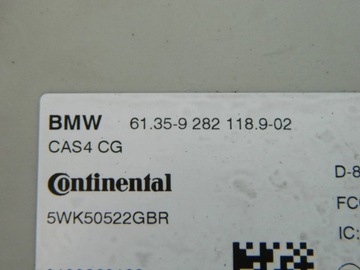 BMW 61.35-9 282 118.9-02
CAS4 CG
D-8
Continental
FC
5WK50522GBR
IC: